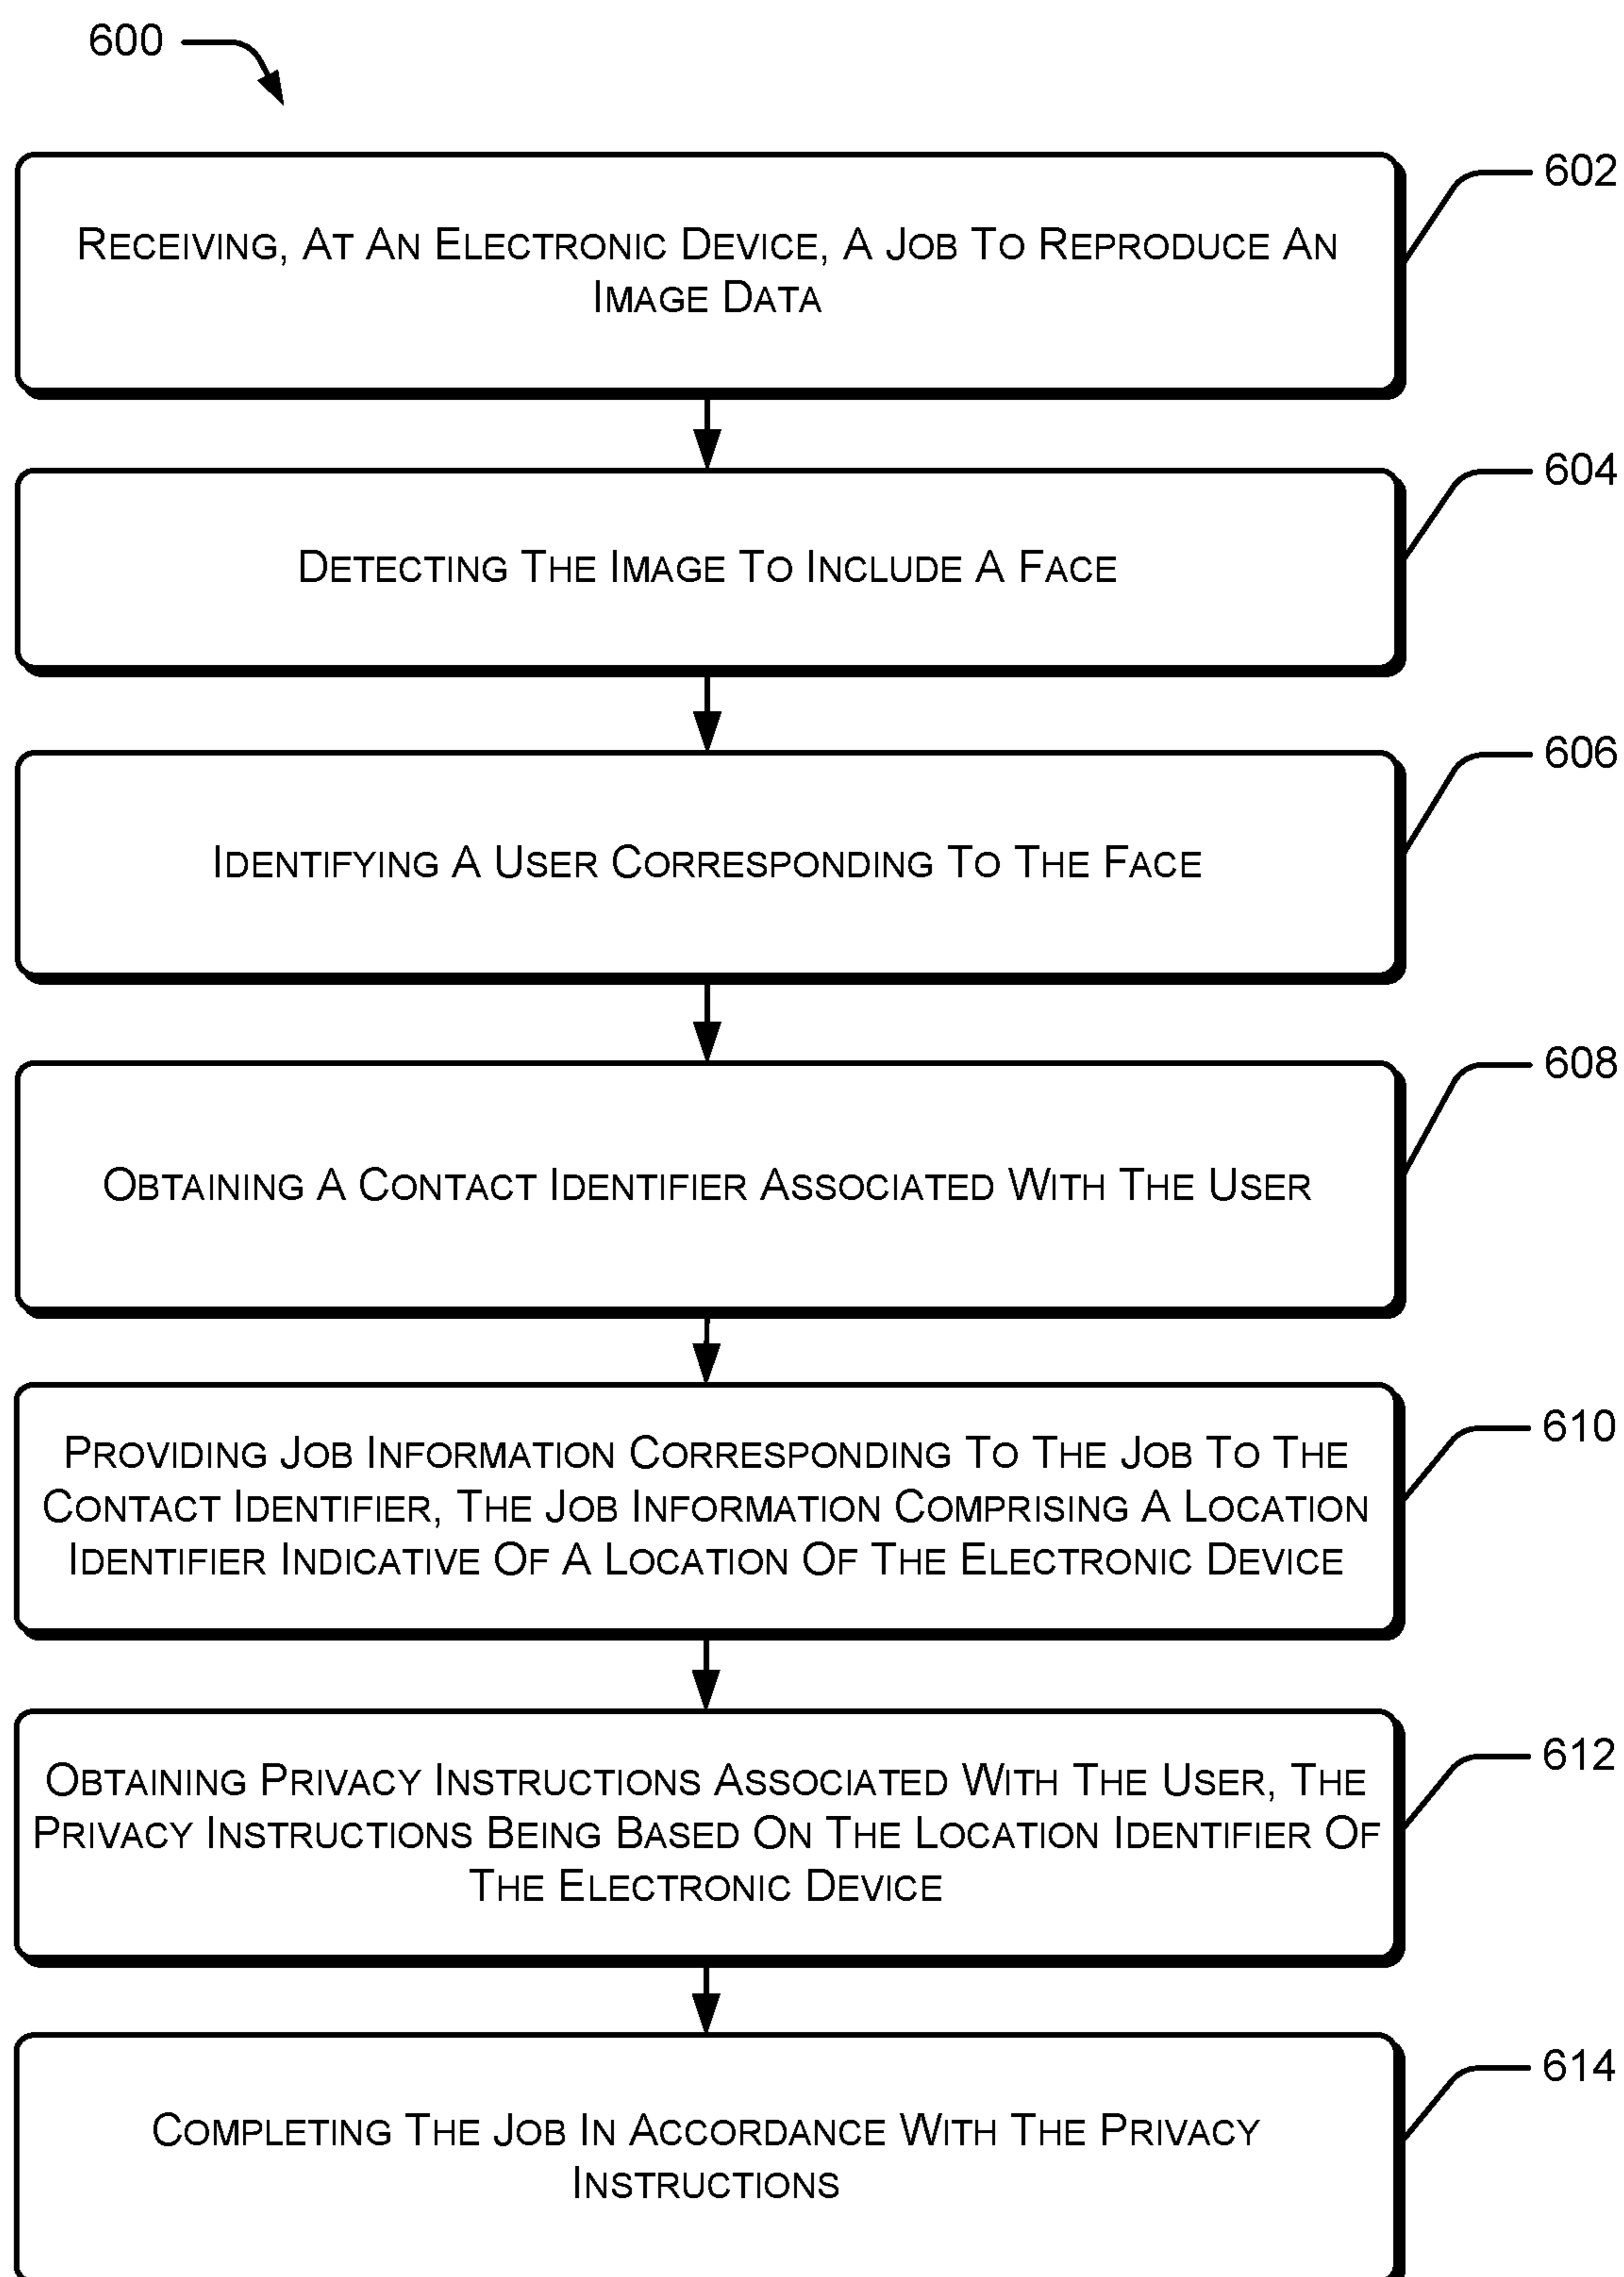 600
602
RECEIVING, AT AN ELECTRONIC DEVICE, A JOB TO REPRODUCE AN
IMAGE DATA
604
DETECTING THE IMAGE TO INCLUDE A FACE
606
IDENTIFYING A USER CORRESPONDING TO THE FACE
608
OBTAINING A CONTACT IDENTIFIER ASSOCIATED WITH THE USER
610
PROVIDING JOB INFORMATION CORRESPONDING TO THE JOB TO THE
CONTACT IDENTIFIER, THE JOB INFORMATION COMPRISING A LOCATION
IDENTIFIER INDICATIVE OF A LOCATION OF THE ELECTRONIC DEVICE
612
OBTAINING PRIVACY INSTRUCTIONS ASSOCIATED WITH THE USER, THE
PRIVACY INSTRUCTIONS BEING BASED ON THE LOCATION IDENTIFIER OF
THE ELECTRONIC DEVICE
614
COMPLETING THE JOB IN ACCORDANCE WITH THE PRIVACY
INSTRUCTIONS